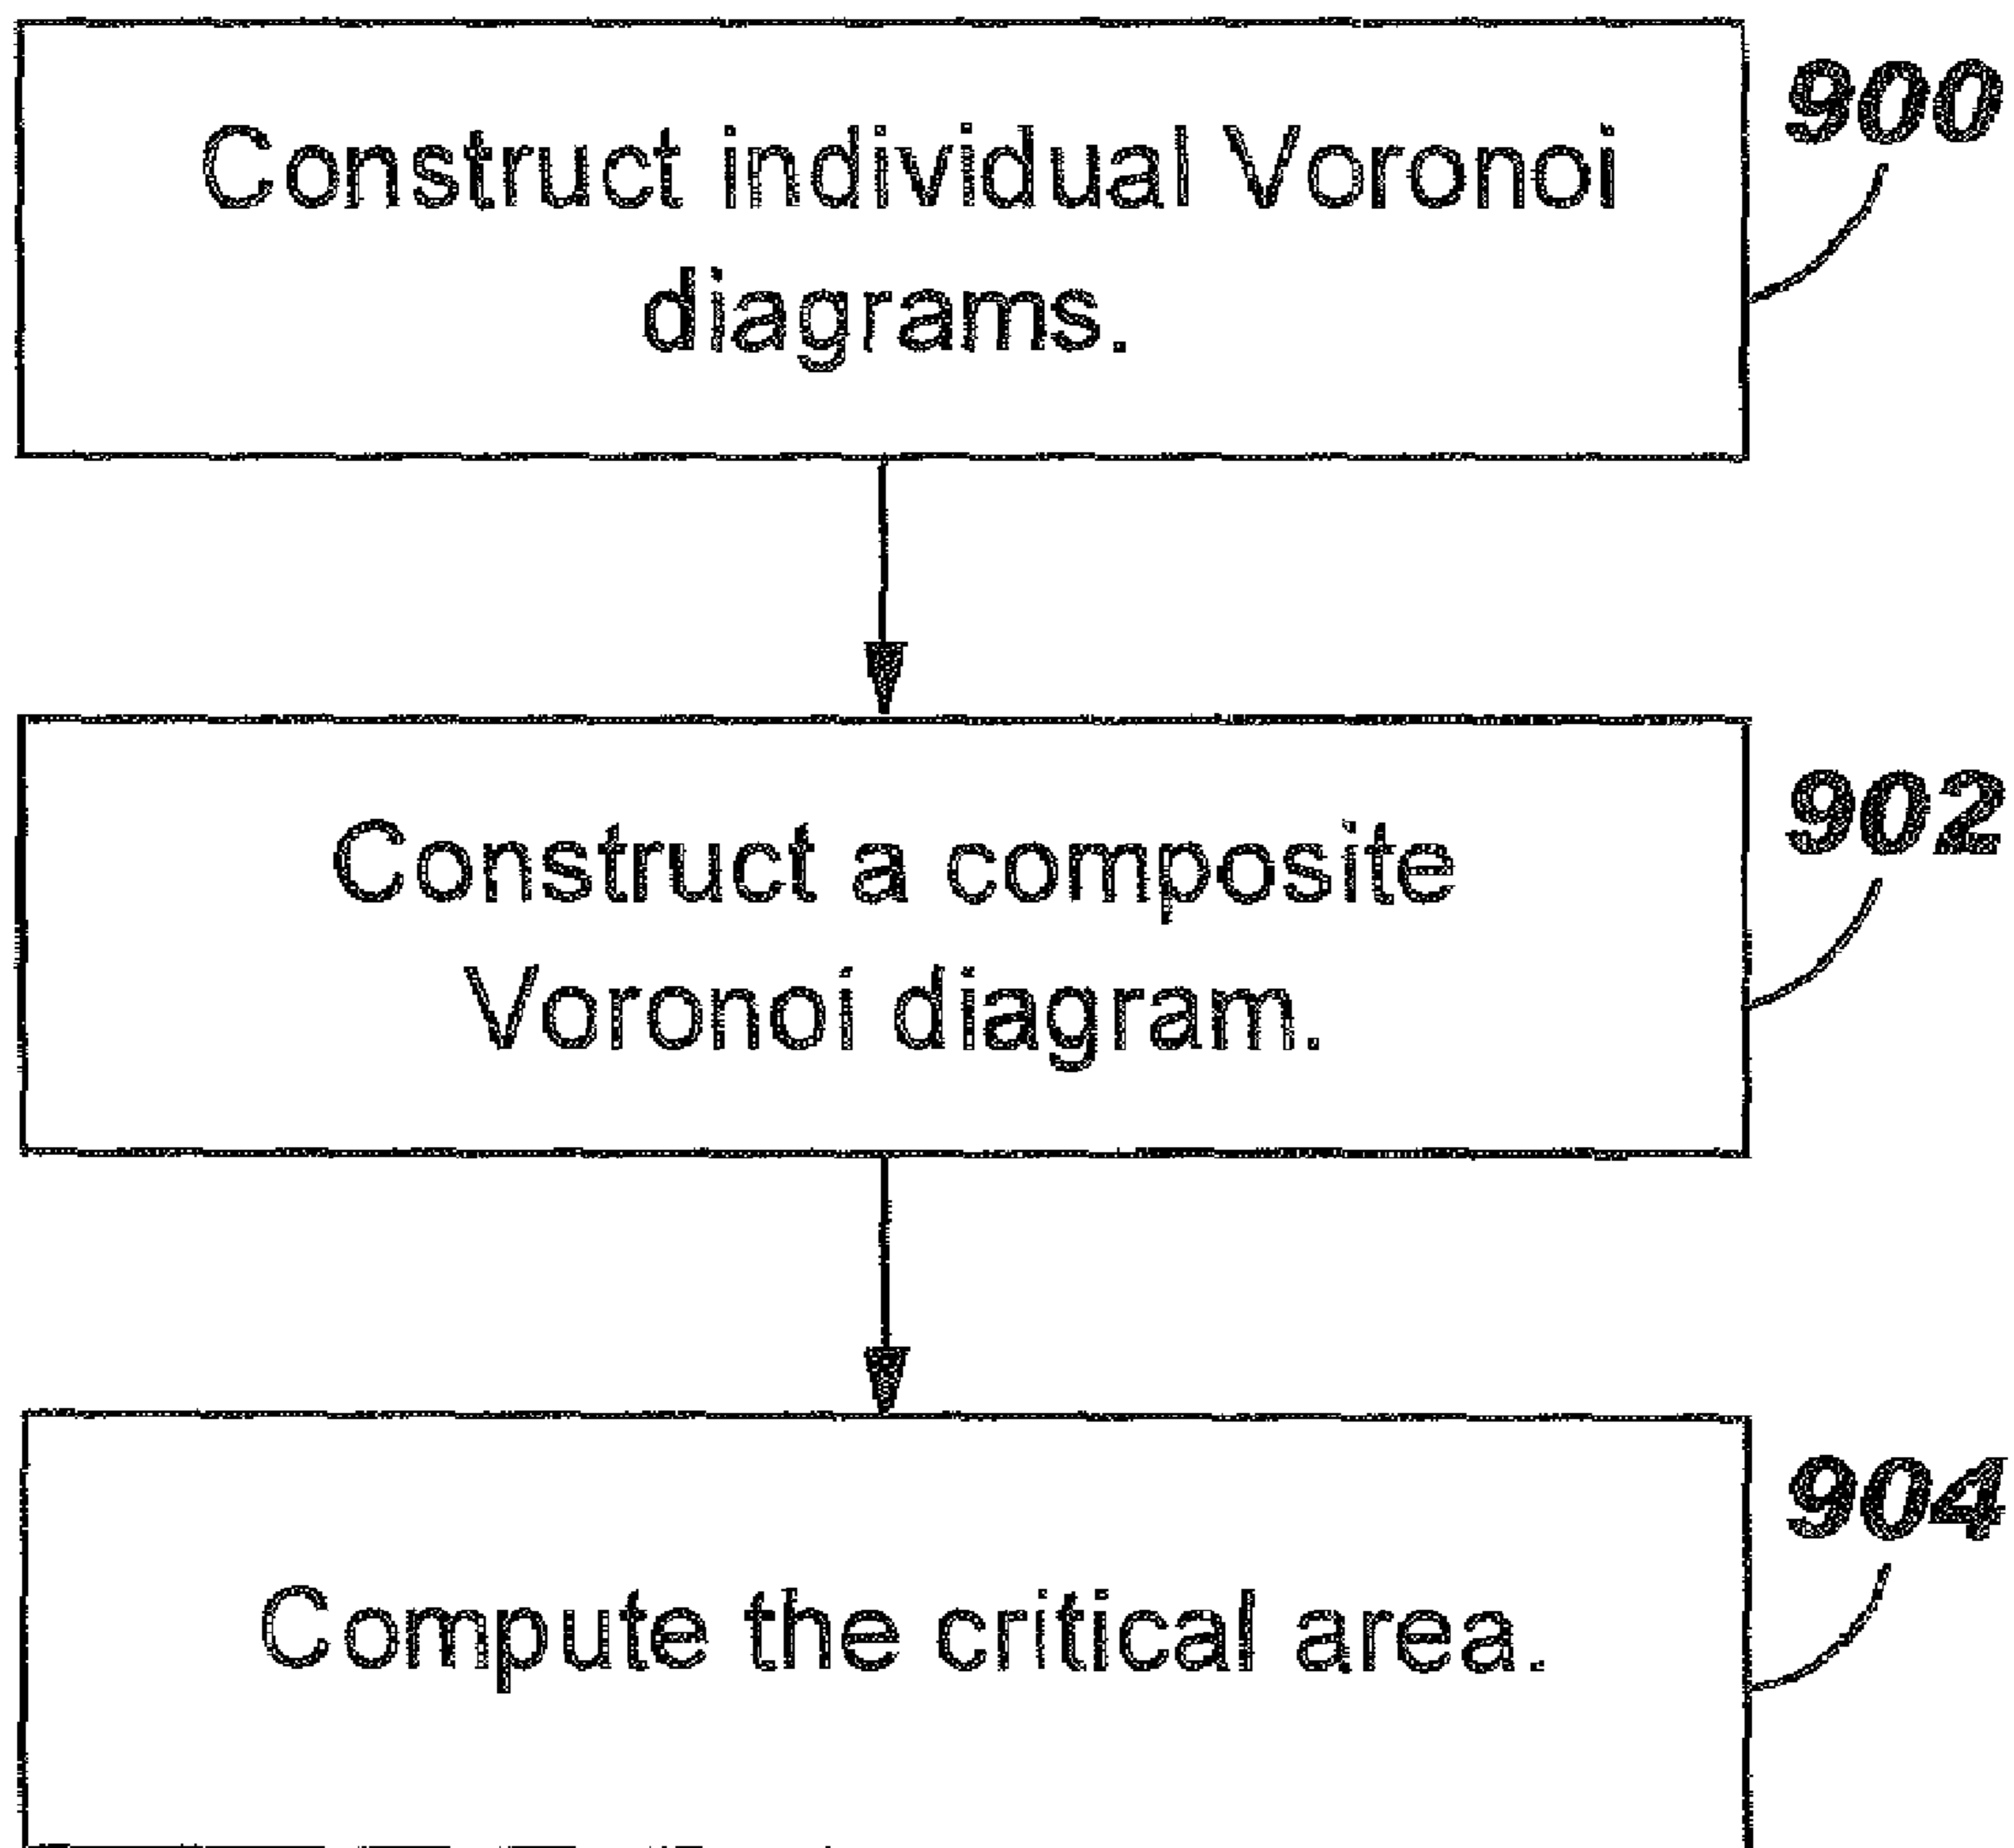 Construct individual Voronoi
diagrams.
900
Construct a composite
Voronoi diagram.
902
Compute the critical area.
904